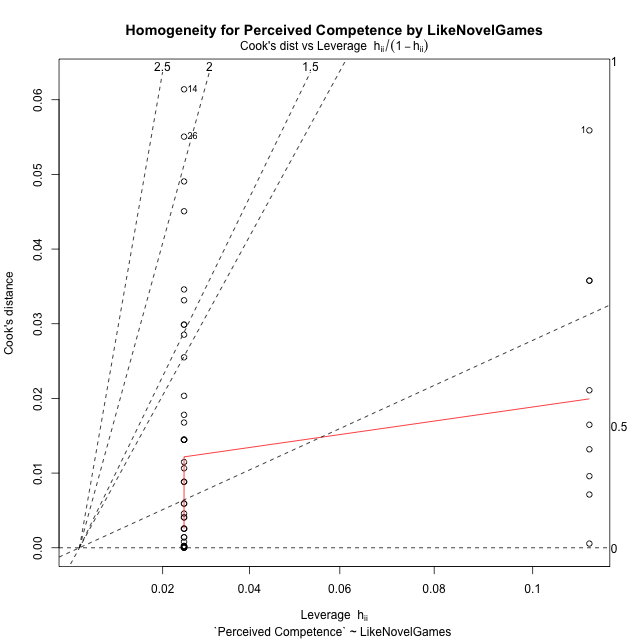 Homogeneity for Perceived Competence by LikeNovelGames
Cook's dist vs Leverage hii/(1 − hii)
2.5 2 1.5 1
14
26
1
0.06
0.05
0.04
0.03
0.02
0.01
0.00
0.5
0
Cook's distance
0.02 0.04 0.06 0.08 0.1
Leverage hii
`Perceived Competence` ~ LikeNovelGames